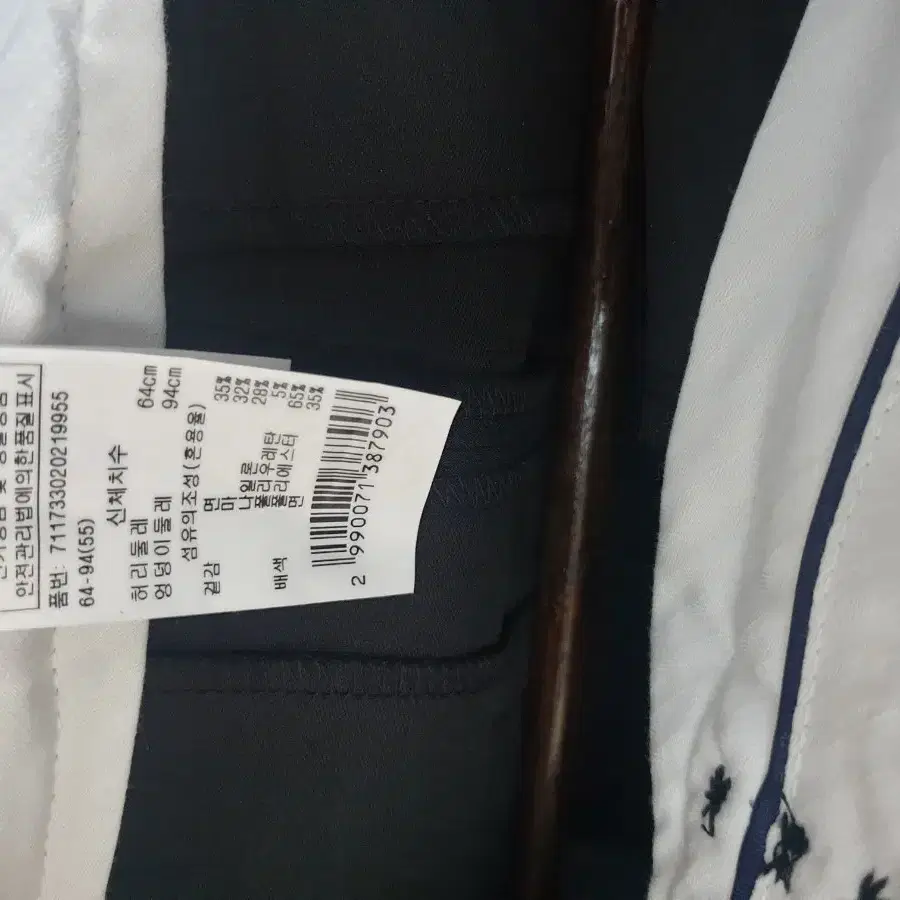 안전관리법에의한품질표시
품번: 711733020219955
64-94(55)
신체치수
허리둘레 64cm
엉덩이둘레 94cm
섬유의조성(혼용율)
겉감 면 35%
마 32%
나일론 28%
폴리우레탄 5%
배색 폴리에스터 65%
면 35%
2 990071 387903